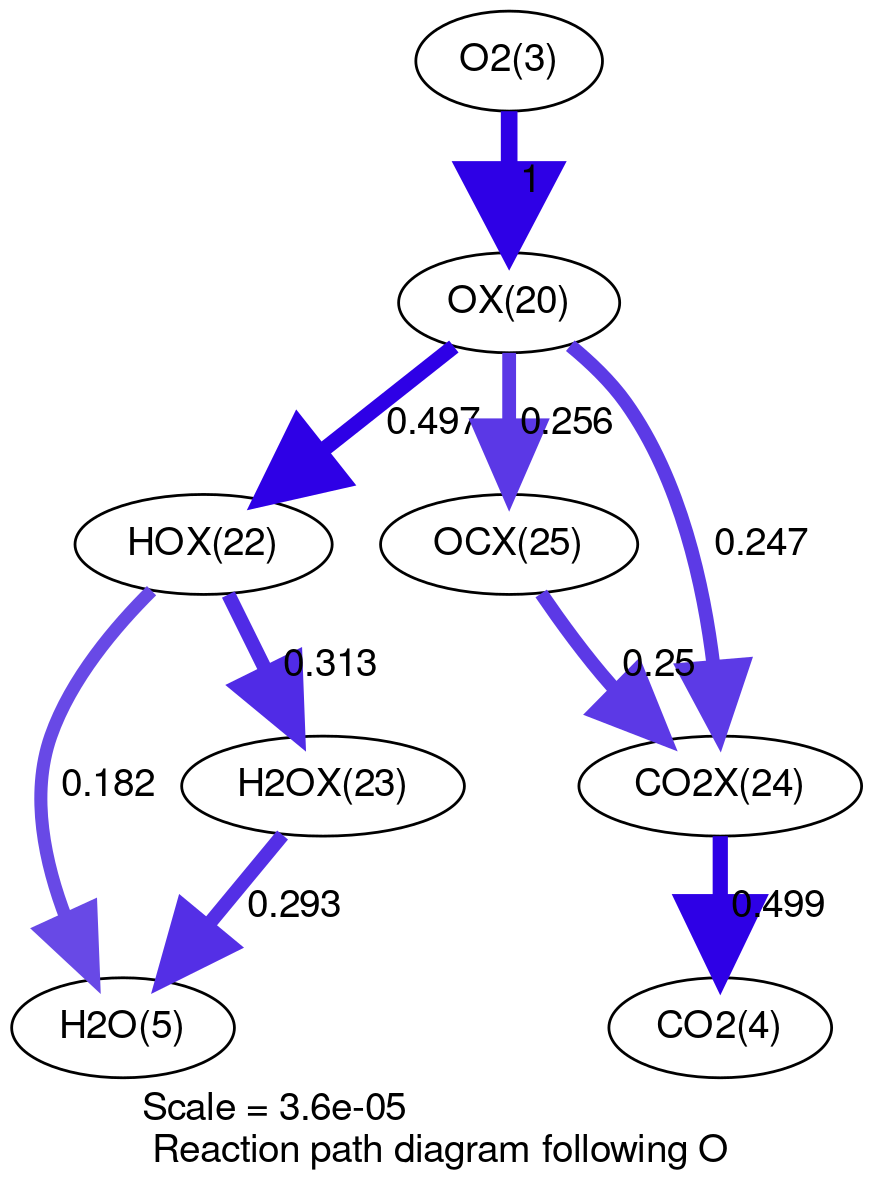 O2(3)
1
OX(20)
0.497
0.256
0.247
HOX(22)
OCX(25)
0.313
0.25
0.182
H2OX(23)
CO2X(24)
0.293
0.499
H2O(5)
CO2(4)
Scale = 3.6e-05
Reaction path diagram following O